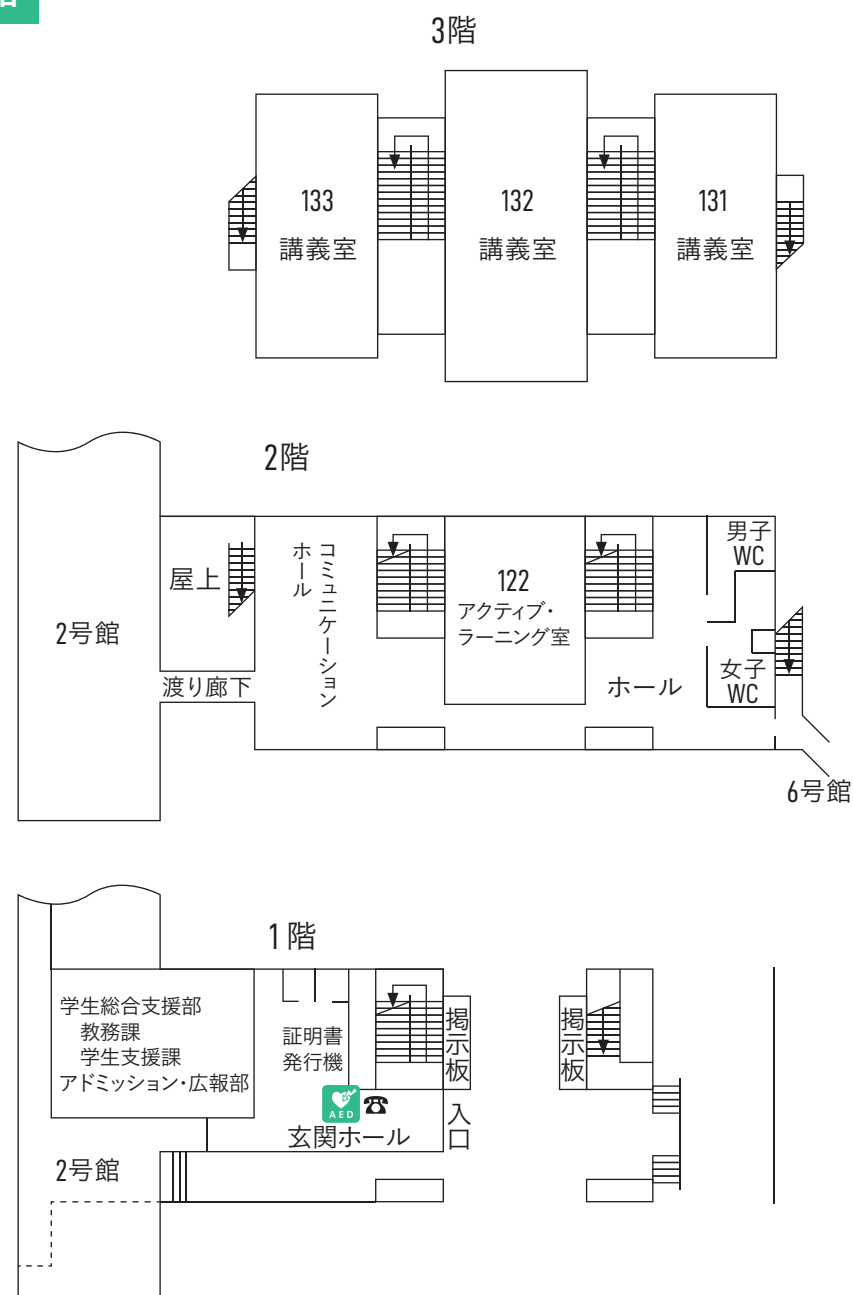 3階
133
講義室
132
講義室
131
講義室
2階
2号館
屋上
渡り廊下
コミュニケーション
ホール
122
アクティブ・
ラーニング室
ホール
男子
WC
女子
WC
6号館
1階
学生総合支援部
教務課
学生支援課
アドミッション・広報部
証明書
発行機
掲示板
掲示板
AED
玄関ホール
入口
2号館